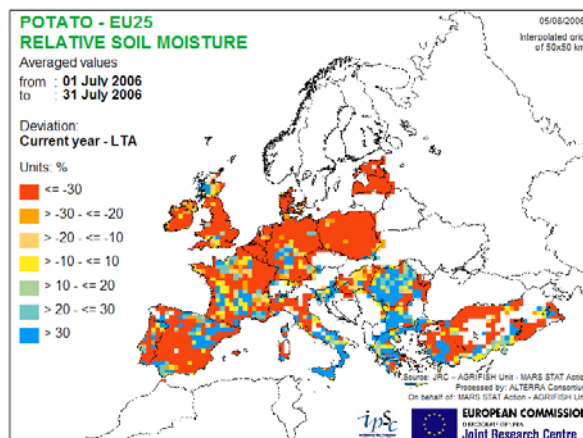 POTATO - EU25
RELATIVE SOIL MOISTURE
Averaged values
from : 01 July 2006
to : 31 July 2006
Deviation:
Current year - LTA
Units: %
<= -30
> -30 - <= -20
> -20 - <= -10
> -10 - <= 10
> 10 - <= 20
> 20 - <= 30
> 30
05/08/2006
Interpolated grid
of 50x50 km
Source: JRC - AGRIFISH Unit - MARS STAT Action
Processed by: ALTERRA Consortium
On behalf of: MARS STAT Action - AGRIFISH Unit
ipsc
EUROPEAN COMMISSION
Joint Research Centre